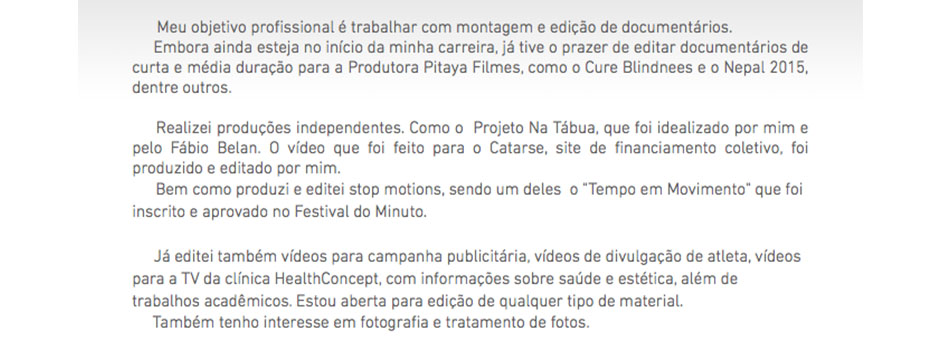 Meu objetivo profissional é trabalhar com montagem e edição de documentários.
Embora ainda esteja no início da minha carreira, já tive o prazer de editar documentários de
curta e média duração para a Produtora Pitaya Filmes, como o Cure Blindnees e o Nepal 2015,
dentre outros.
Realizei produções independentes. Como o Projeto Na Tábua, que foi idealizado por mim e
pelo Fábio Belan. O vídeo que foi feito para o Catarse, site de financiamento coletivo, foi
produzido e editado por mim.
Bem como produzi e editei stop motions, sendo um deles o "Tempo em Movimento" que foi
inscrito e aprovado no Festival do Minuto.
Já editei também vídeos para campanha publicitária, vídeos de divulgação de atleta, vídeos
para a TV da clínica HealthConcept, com informações sobre saúde e estética, além de
trabalhos acadêmicos. Estou aberta para edição de qualquer tipo de material.
Também tenho interesse em fotografia e tratamento de fotos.